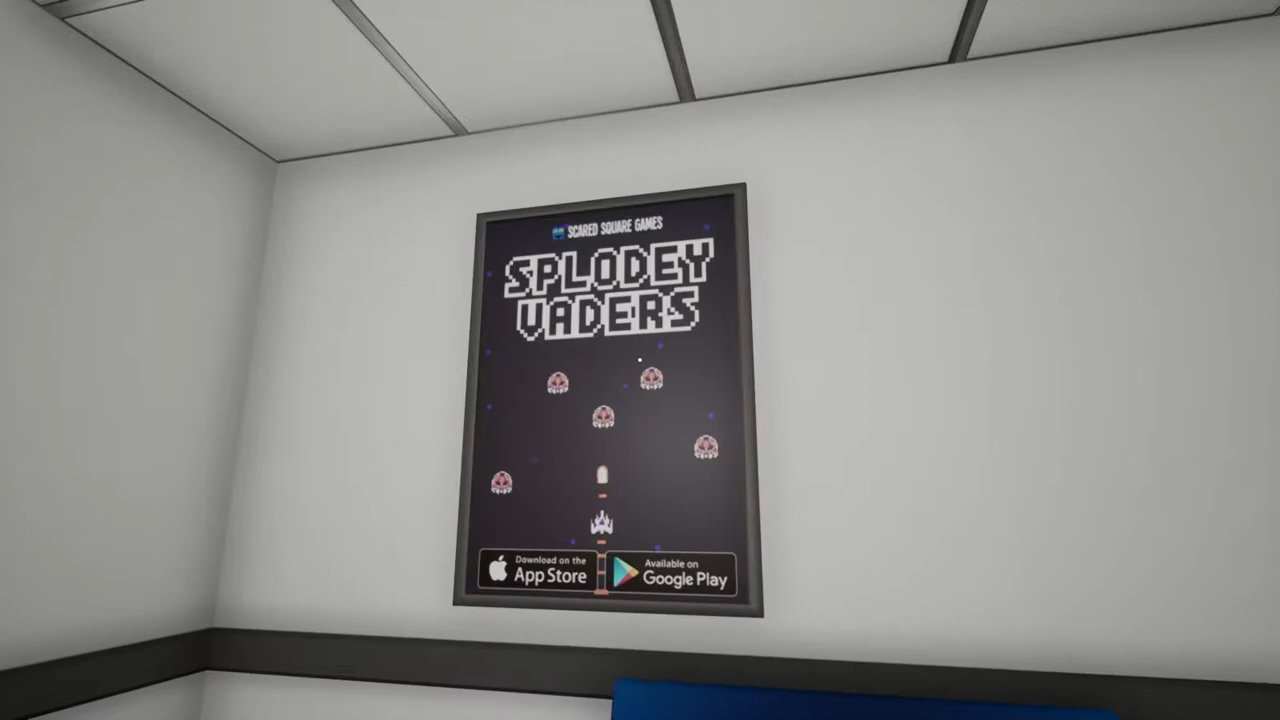 SCARED SQUARE GAMES
SPLODEY
VADERS
Download on the
App Store
Available on
Google Play